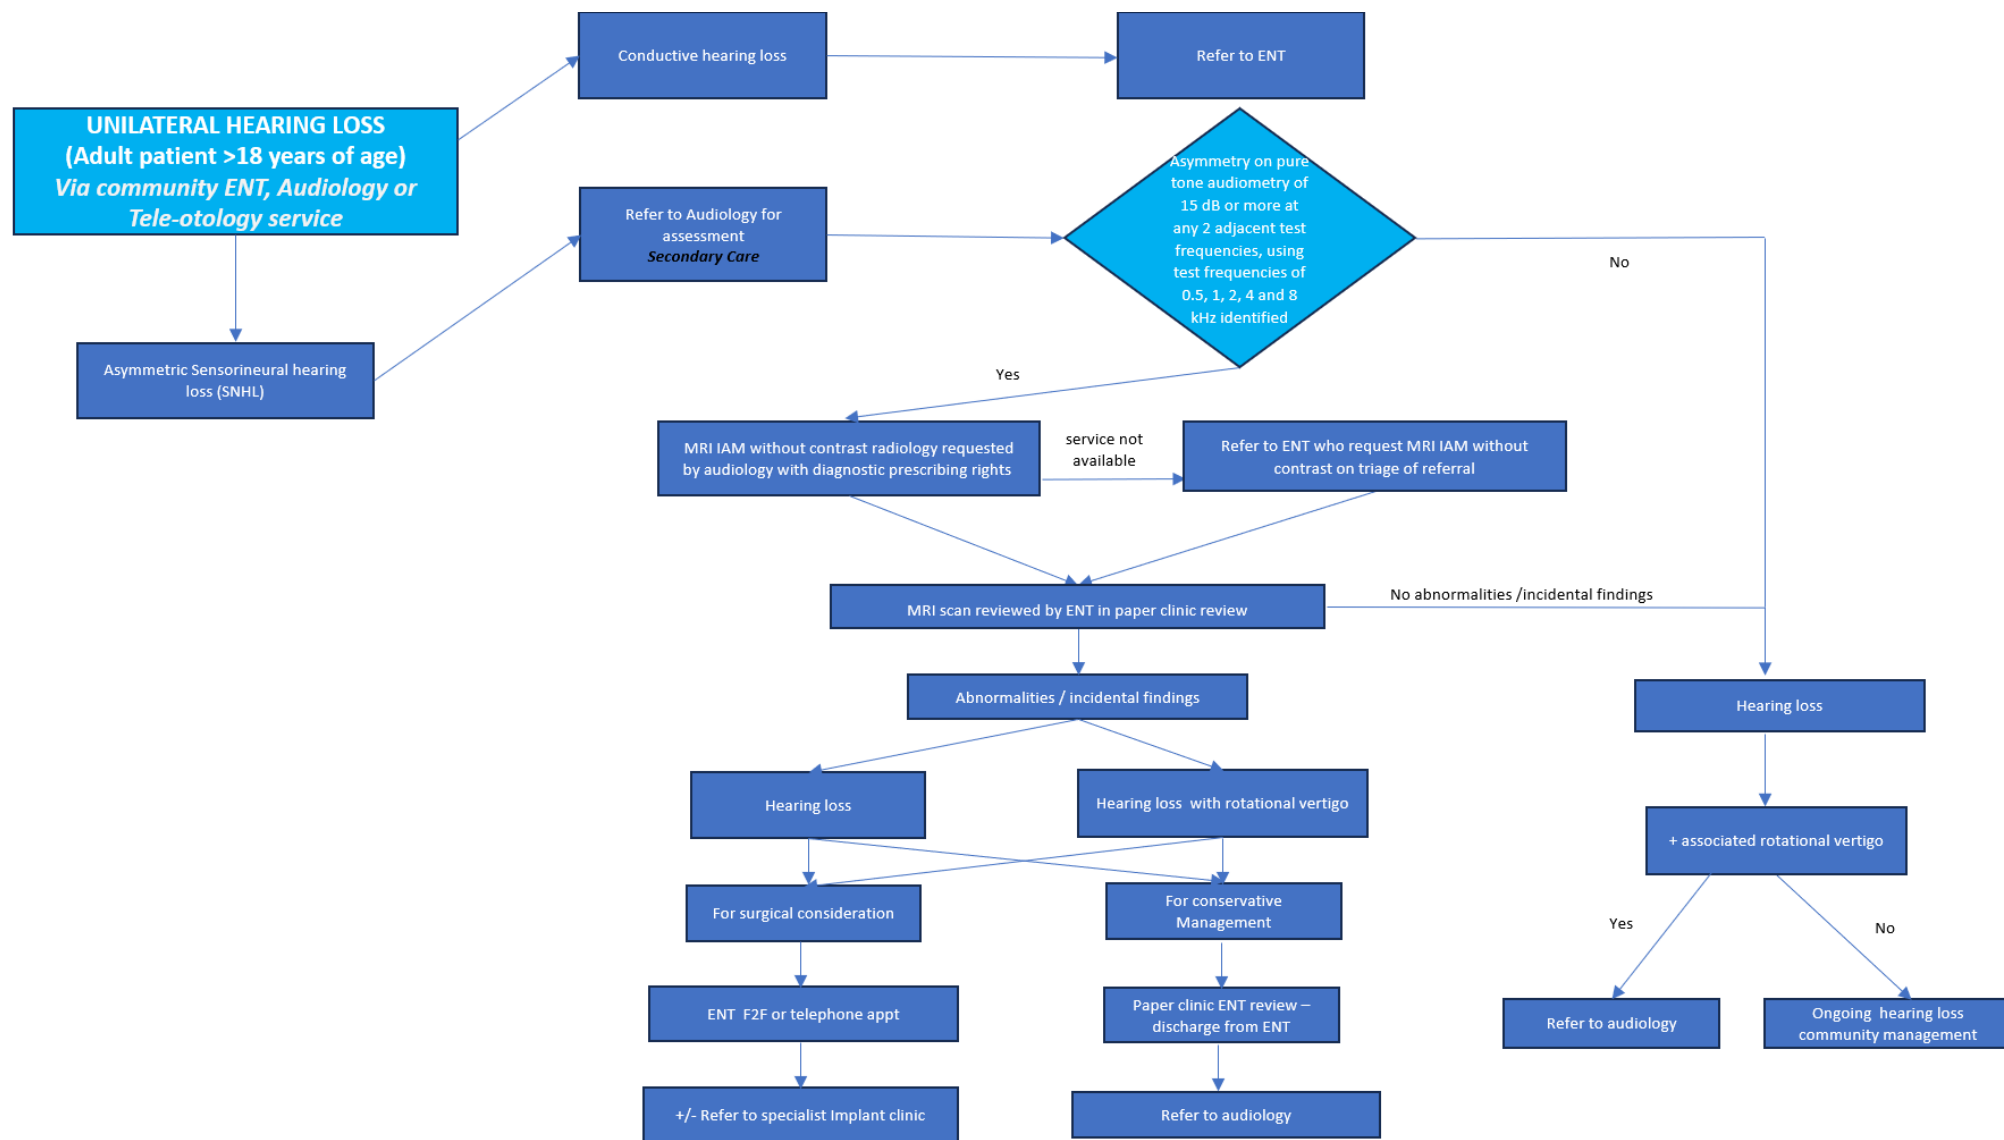 Conductive hearing loss
Refer to ENT
UNILATERAL HEARING LOSS
(Adult patient >18 years of age)
Via community ENT, Audiology or
Tele-otology service
Refer to Audiology for
assessment
Secondary Care
Asymmetry on pure
tone audiometry of
15 dB or more at
any 2 adjacent test
frequencies, using
test frequencies of
0.5, 1, 2, 4 and 8
kHz identified
No
Asymmetric Sensorineural hearing
loss (SNHL)
Yes
MRI IAM without contrast radiology requested
by audiology with diagnostic prescribing rights
service not
available
Refer to ENT who request MRI IAM without
contrast on triage of referral
MRI scan reviewed by ENT in paper clinic review
No abnormalities /incidental findings
Abnormalities / incidental findings
Hearing loss
Hearing loss
Hearing loss  with rotational vertigo
+ associated rotational vertigo
For surgical consideration
For conservative
Management
Yes
No
ENT  F2F or telephone appt
Paper clinic ENT review –
discharge from ENT
Refer to audiology
Ongoing  hearing loss
community management
+/- Refer to specialist Implant clinic
Refer to audiology